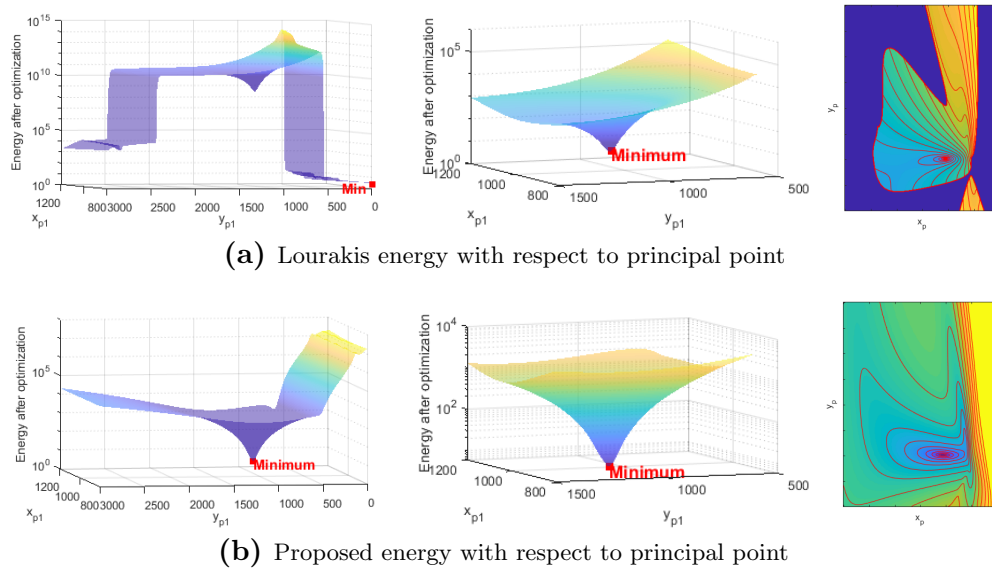 10^15
10^10
10^5
10^0
Energy after optimization
1200
800
3000
2500
2000
1500
1000
500
0
x_p1
y_p1
Min
10^5
10^0
Energy after optimization
1200
1000
800
1500
1000
500
x_p1
y_p1
Minimum
y_p
x_p
(a) Lourakis energy with respect to principal point
10^5
10^0
Energy after optimization
1200
1000
3000
2500
2000
1500
1000
500
0
x_p1
y_p1
Minimum
10^4
10^2
Energy after optimization
1200
1000
800
1500
1000
500
x_p1
y_p1
Minimum
y_p
x_p
(b) Proposed energy with respect to principal point